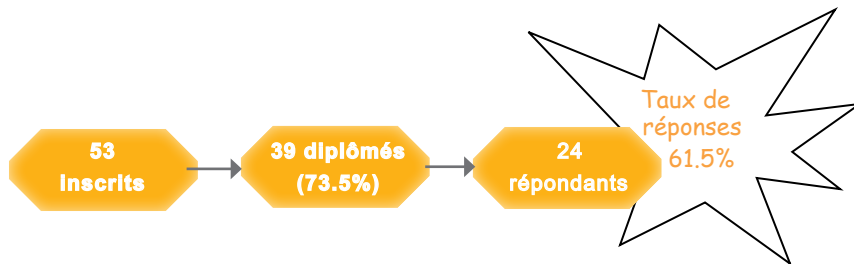 53
inscrits
39 diplômés
(73.5%)
24
répondants
Taux de
réponses
61.5%